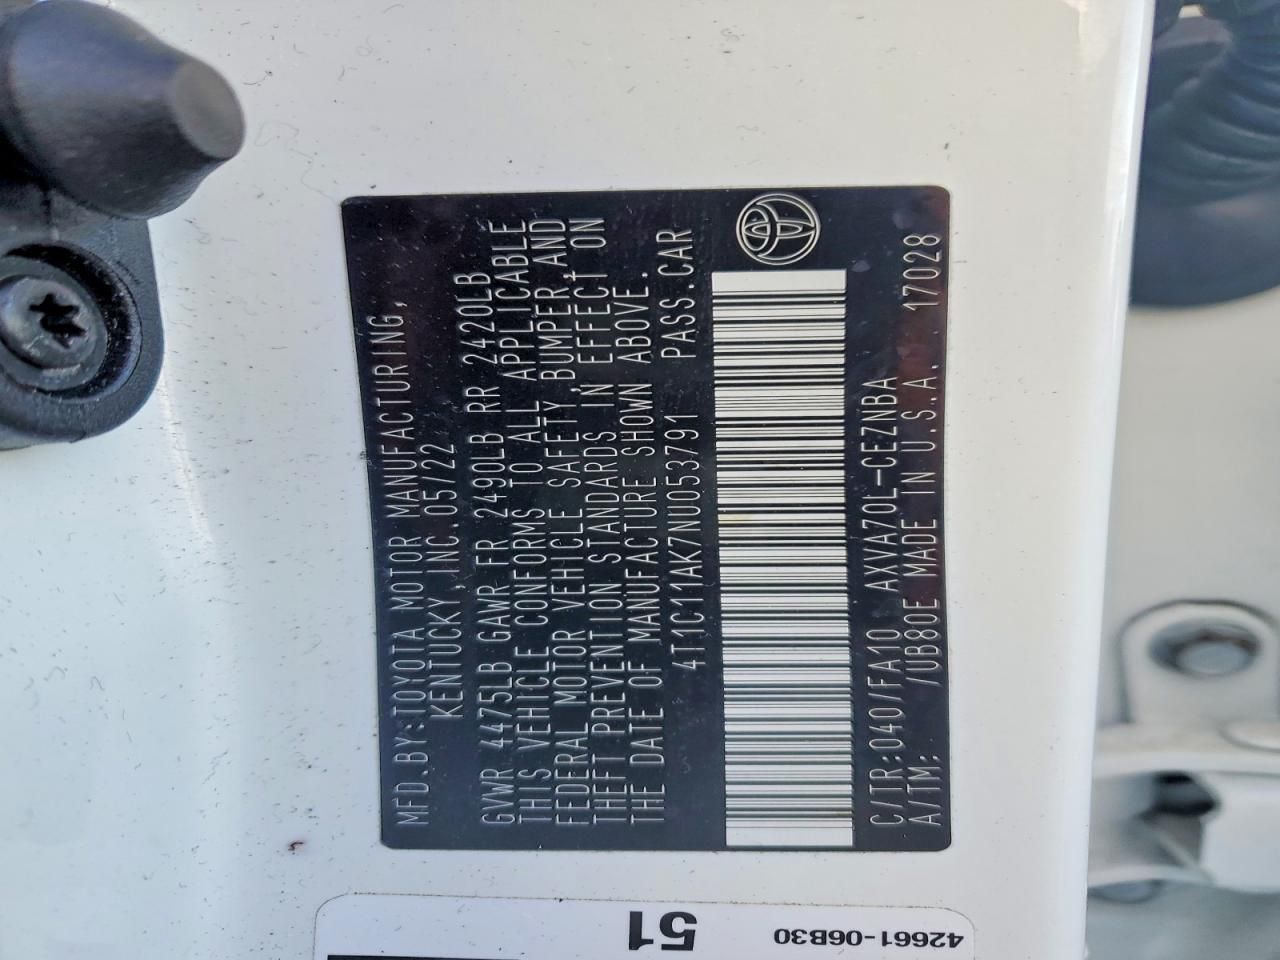 MFD.BY:TOYOTA MOTOR MANUFACTURING,
KENTUCKY, INC.05/22
GVWR 4475LB GAWR FR 2490LB RR 2420LB
THIS VEHICLE CONFORMS TO ALL APPLICABLE
FEDERAL MOTOR VEHICLE SAFETY,BUMPER,AND
THEFT PREVENTION STANDARDS IN EFFECT ON
THE DATE OF MANUFACTURE SHOWN ABOVE.
4T1C11AK7NU053791 PASS.CAR
C/TR:040/FA10 AXVA70L-CEZNBA
A/TM: /UB80E MADE IN U.S.A. 17028
51
42661-06B30